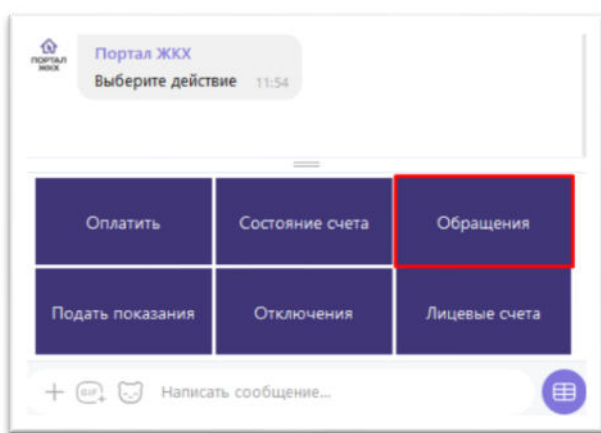 ПОРТАЛ
ЖКХ
Портал ЖКХ
Выберите действие 11:54
Оплатить
Состояние счета
Обращения
Подать показания
Отключения
Лицевые счета
GIF
Написать сообщение...